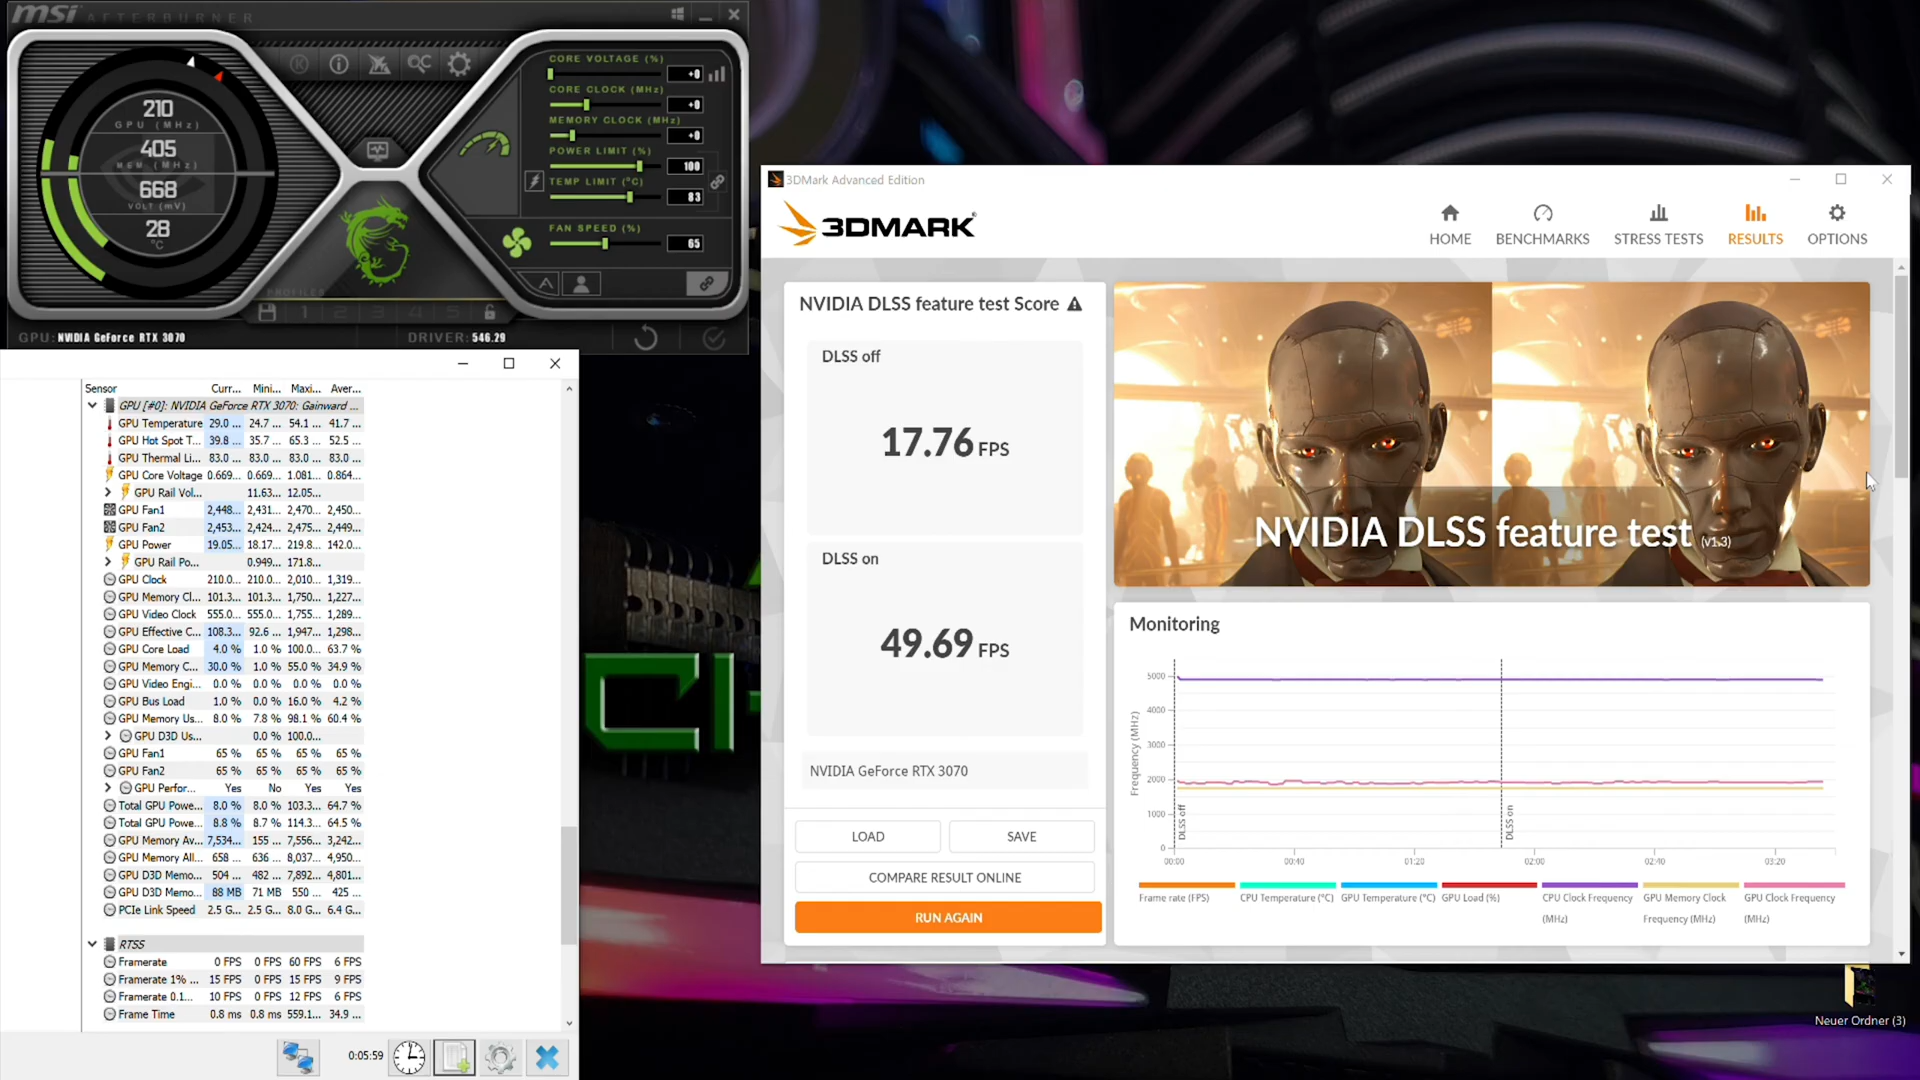 msi AFTERBURNER
210
GPU (MHz)
405
MEM (MHz)
668
VOLT (mV)
28
°C
CORE VOLTAGE (%)
+0
CORE CLOCK (MHz)
+0
MEMORY CLOCK (MHz)
+0
POWER LIMIT (%)
100
TEMP LIMIT (°C)
83
FAN SPEED (%)
65
A
K
PROFILES
1 2 3 4 5
GPU: NVIDIA GeForce RTX 3070
DRIVER: 546.29
Sensor Curr... Mini... Maxi... Aver...
GPU [#0]: NVIDIA GeForce RTX 3070: Gainward ...
GPU Temperature 29.0 ... 24.7 ... 54.1 ... 41.7 ...
GPU Hot Spot T... 39.8 ... 35.7 ... 65.3 ... 52.5 ...
GPU Thermal Li... 83.0 ... 83.0 ... 83.0 ... 83.0 ...
GPU Core Voltage 0.669... 0.669... 1.081... 0.864...
GPU Rail Vol... 11.63... 12.05...
GPU Fan1 2,448... 2,431... 2,470... 2,450...
GPU Fan2 2,453... 2,424... 2,475... 2,449...
GPU Power 19.05... 18.17... 219.8... 142.0...
GPU Rail Po... 0.949... 171.8...
GPU Clock 210.0... 210.0... 2,010... 1,319...
GPU Memory Cl... 101.3... 101.3... 1,750... 1,227...
GPU Video Clock 555.0... 555.0... 1,755... 1,289...
GPU Effective C... 108.3... 92.6 ... 1,947... 1,298...
GPU Core Load 4.0 % 1.0 % 100.0... 63.7 %
GPU Memory C... 30.0 % 1.0 % 55.0 % 34.9 %
GPU Video Engi... 0.0 % 0.0 % 0.0 % 0.0 %
GPU Bus Load 1.0 % 0.0 % 16.0 % 4.2 %
GPU Memory Us... 8.0 % 7.8 % 98.1 % 60.4 %
GPU D3D Us... 0.0 % 100.0...
GPU Fan1 65 % 65 % 65 % 65 %
GPU Fan2 65 % 65 % 65 % 65 %
GPU Perfor... Yes No Yes Yes
Total GPU Powe... 8.0 % 8.0 % 103.3... 64.7 %
Total GPU Powe... 8.8 % 8.7 % 114.3... 64.5 %
GPU Memory Av... 7,534... 155 ... 7,556... 3,242...
GPU Memory All... 658 ... 636 ... 8,037... 4,950...
GPU D3D Memo... 504 ... 482 ... 7,892... 4,801...
GPU D3D Memo... 88 MB 71 MB 550 ... 425 ...
PCIe Link Speed 2.5 G... 2.5 G... 8.0 G... 6.4 G...
RTSS
Framerate 0 FPS 0 FPS 60 FPS 6 FPS
Framerate 1% ... 15 FPS 0 FPS 15 FPS 9 FPS
Framerate 0.1... 10 FPS 0 FPS 12 FPS 6 FPS
Frame Time 0.8 ms 0.8 ms 559.1... 34.9 ...
0:05:59
3DMark Advanced Edition
3DMARK
HOME BENCHMARKS STRESS TESTS RESULTS OPTIONS
NVIDIA DLSS feature test Score
DLSS off
17.76 FPS
DLSS on
49.69 FPS
NVIDIA GeForce RTX 3070
LOAD SAVE
COMPARE RESULT ONLINE
RUN AGAIN
NVIDIA DLSS feature test (v1.3)
Monitoring
Frequency (MHz)
5000
4000
3000
2000
1000
0
DLSS off
DLSS on
00:00 00:40 01:20 02:00 02:40 03:20
Frame rate (FPS)
CPU Temperature (°C)
GPU Temperature (°C)
GPU Load (%)
CPU Clock Frequency (MHz)
GPU Memory Clock Frequency (MHz)
GPU Clock Frequency (MHz)
Neuer Ordner (3)